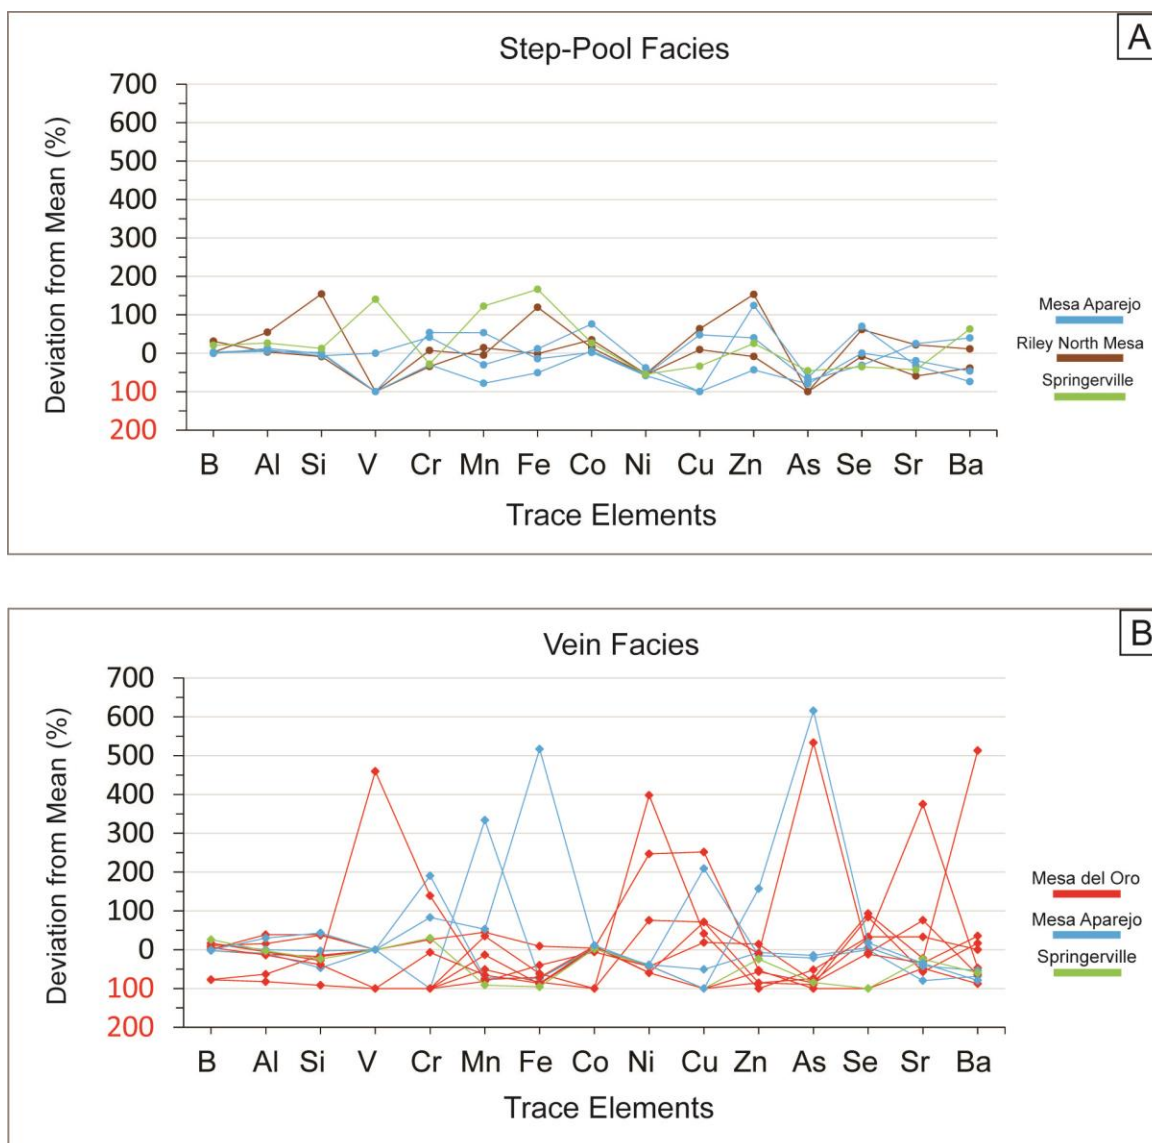 A
Step-Pool Facies
Deviation from Mean (%)
700
600
500
400
300
200
100
0
100
200
B Al Si V Cr Mn Fe Co Ni Cu Zn As Se Sr Ba
Trace Elements
Mesa Aparejo
Riley North Mesa
Springerville
B
Vein Facies
Deviation from Mean (%)
700
600
500
400
300
200
100
0
100
200
B Al Si V Cr Mn Fe Co Ni Cu Zn As Se Sr Ba
Trace Elements
Mesa del Oro
Mesa Aparejo
Springerville